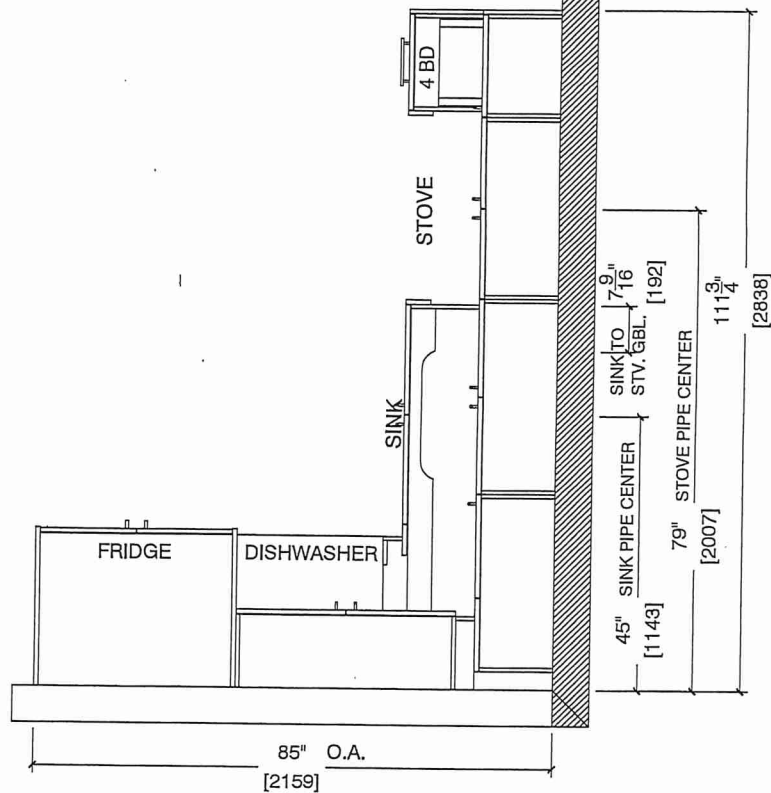 4 BD
STOVE
SINK
FRIDGE
DISHWASHER
7 9/16"
[192]
SINK TO
STV. GBL.
SINK PIPE CENTER
45"
[1143]
STOVE PIPE CENTER
79"
[2007]
111 3/4"
[2838]
85" O.A.
[2159]